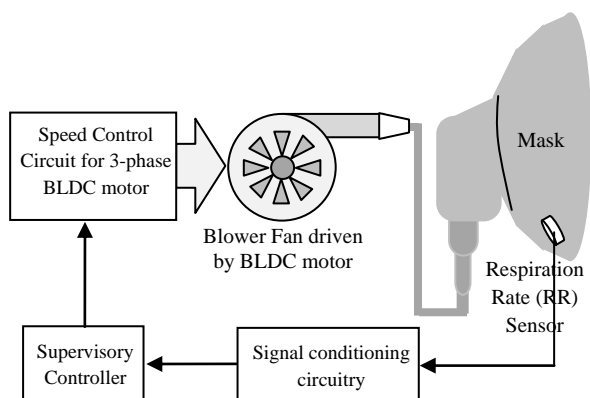 Speed Control
Circuit for 3-phase
BLDC motor
Blower Fan driven
by BLDC motor
Mask
Respiration
Rate (RR)
Sensor
Supervisory
Controller
Signal conditioning
circuitry